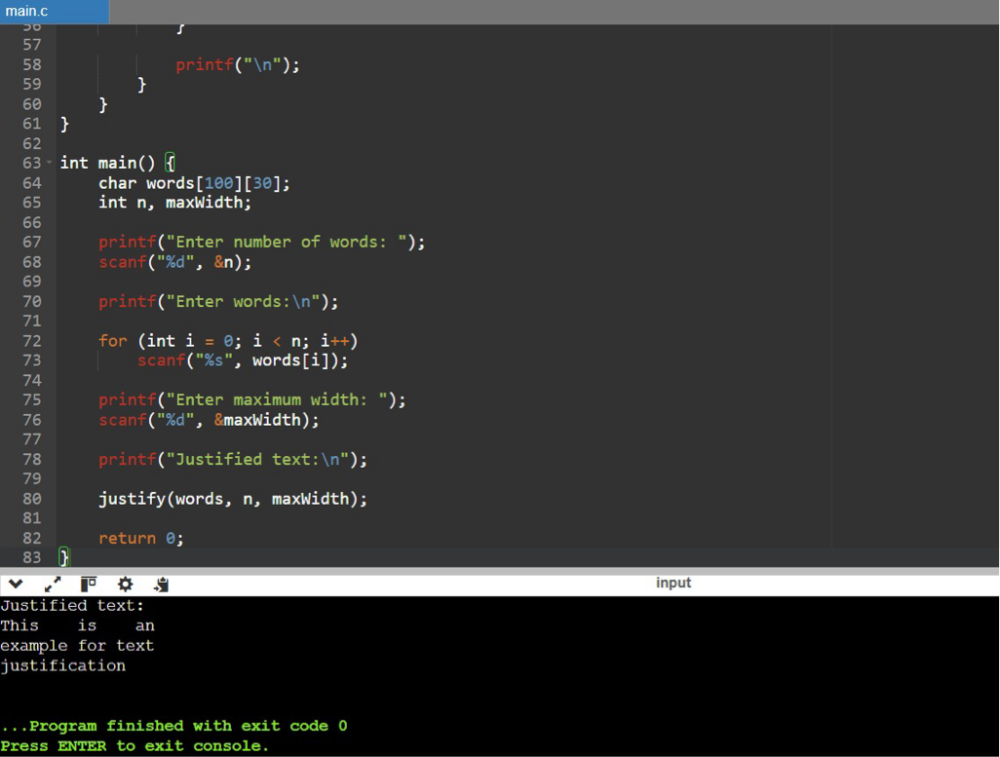 main.c
56 }
57
58 printf("\n");
59 }
60 }
61 }
62
63 int main() {
64 char words[100][30];
65 int n, maxWidth;
66
67 printf("Enter number of words: ");
68 scanf("%d", &n);
69
70 printf("Enter words:\n");
71
72 for (int i = 0; i < n; i++)
73 scanf("%s", words[i]);
74
75 printf("Enter maximum width: ");
76 scanf("%d", &maxWidth);
77
78 printf("Justified text:\n");
79
80 justify(words, n, maxWidth);
81
82 return 0;
83 }
input
Justified text:
This    is    an
example for text
justification
...Program finished with exit code 0
Press ENTER to exit console.